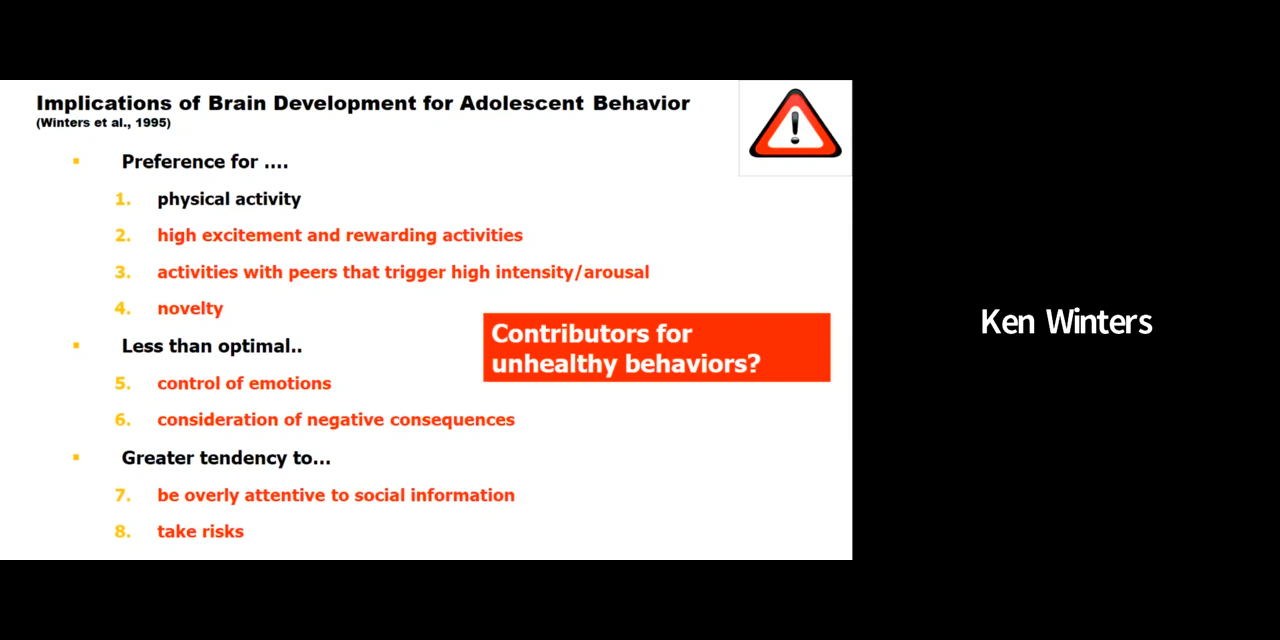 Implications of Brain Development for Adolescent Behavior
(Winters et al., 1995)
Preference for ....
1. physical activity
2. high excitement and rewarding activities
3. activities with peers that trigger high intensity/arousal
4. novelty
Contributors for
unhealthy behaviors?
Less than optimal..
5. control of emotions
6. consideration of negative consequences
Greater tendency to...
7. be overly attentive to social information
8. take risks
Ken Winters